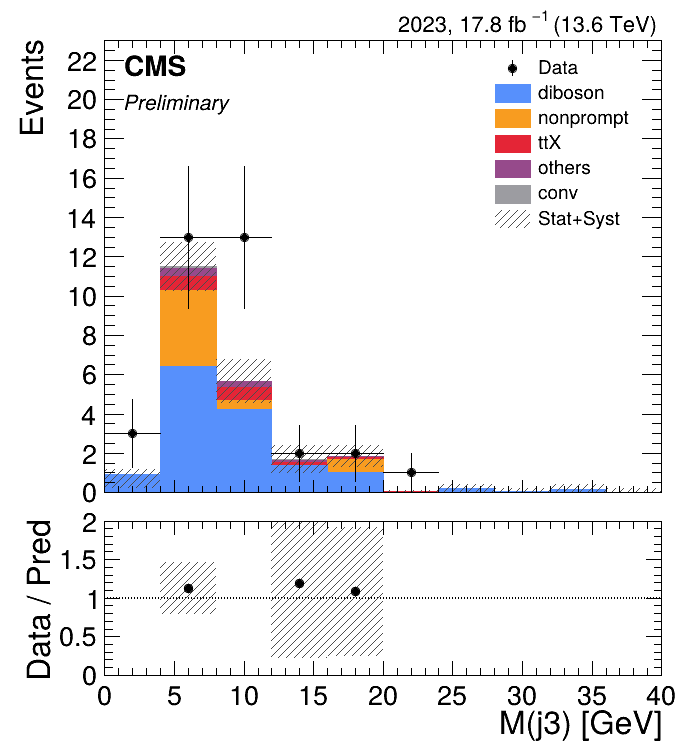 2023, 17.8 fb⁻¹ (13.6 TeV)
Events
CMS
Preliminary
Data
diboson
nonprompt
ttX
others
conv
Stat+Syst
22
20
18
16
14
12
10
8
6
4
2
0
Data / Pred
2
1.5
1
0.5
0
0 5 10 15 20 25 30 35 40
M(j3) [GeV]